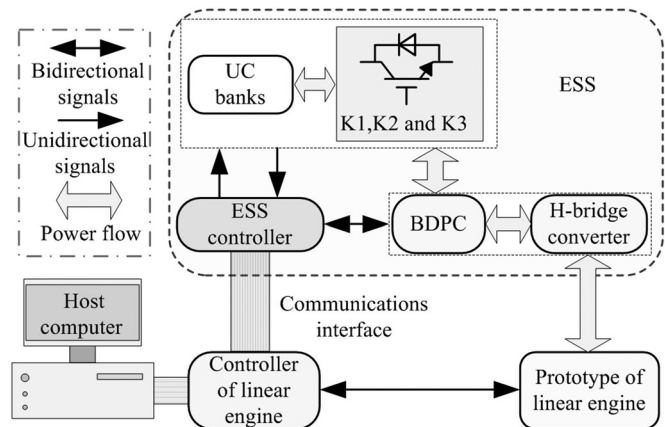 Bidirectional
signals
Unidirectional
signals
Power flow
UC
banks
K1,K2 and K3
ESS
ESS
controller
BDPC
H-bridge
converter
Host
computer
Communications
interface
Controller
of linear
engine
Prototype of
linear engine